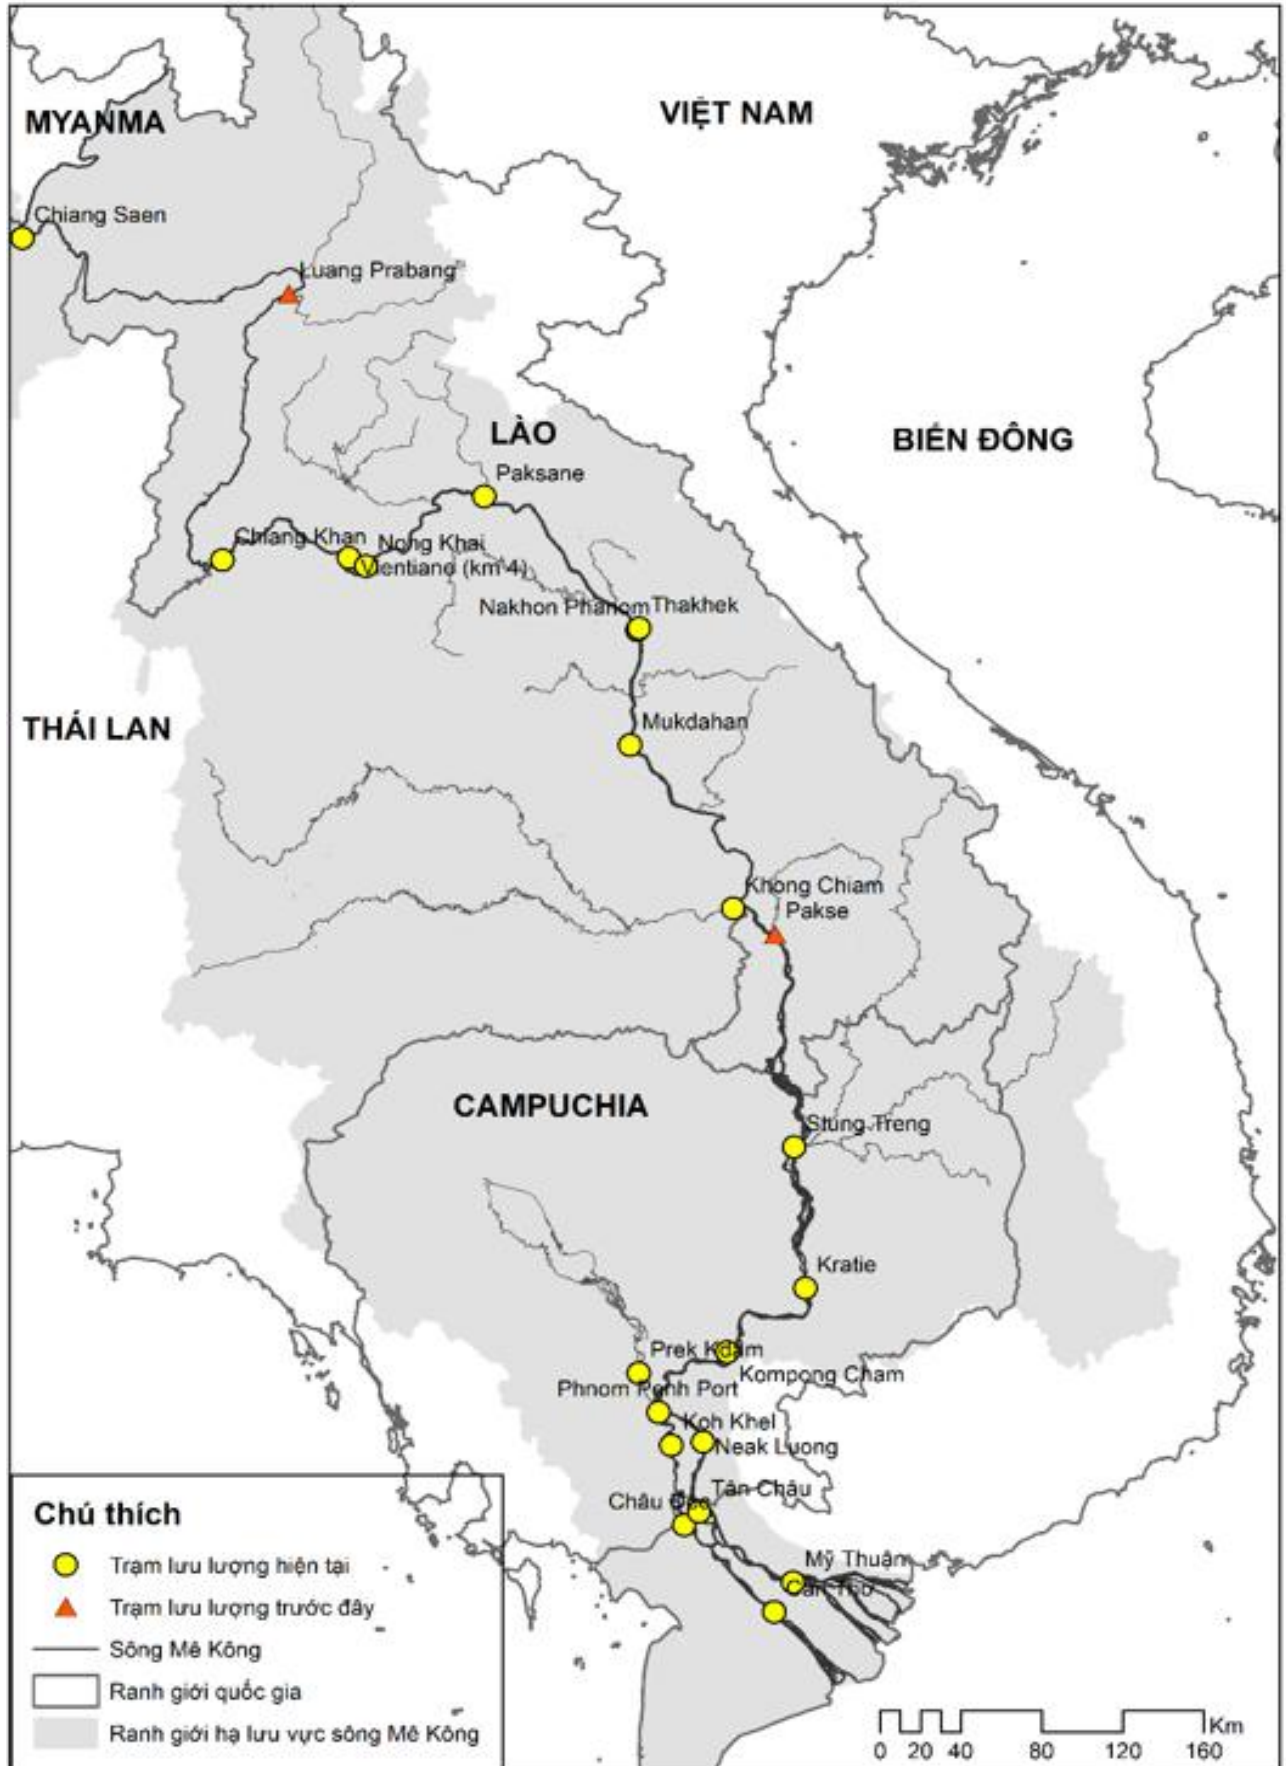 MYANMA
VIỆT NAM
Chiang Saen
Luang Prabang
LÀO
BIỂN ĐÔNG
Paksane
Chiang Khan
Nong Khai
Vientiane (km 4)
Nakhon Phanom
Thakhek
THÁI LAN
Mukdahan
Khong Chiam
Pakse
CAMPUCHIA
Stung Treng
Kratie
Prek Kdam
Kompong Cham
Phnom Penh Port
Koh Khel
Neak Luong
Tân Châu
Châu Đốc
Mỹ Thuận
Cần Thơ
Chú thích
Trạm lưu lượng hiện tại
Trạm lưu lượng trước đây
Sông Mê Kông
Ranh giới quốc gia
Ranh giới hạ lưu vực sông Mê Kông
Km
0 20 40 80 120 160